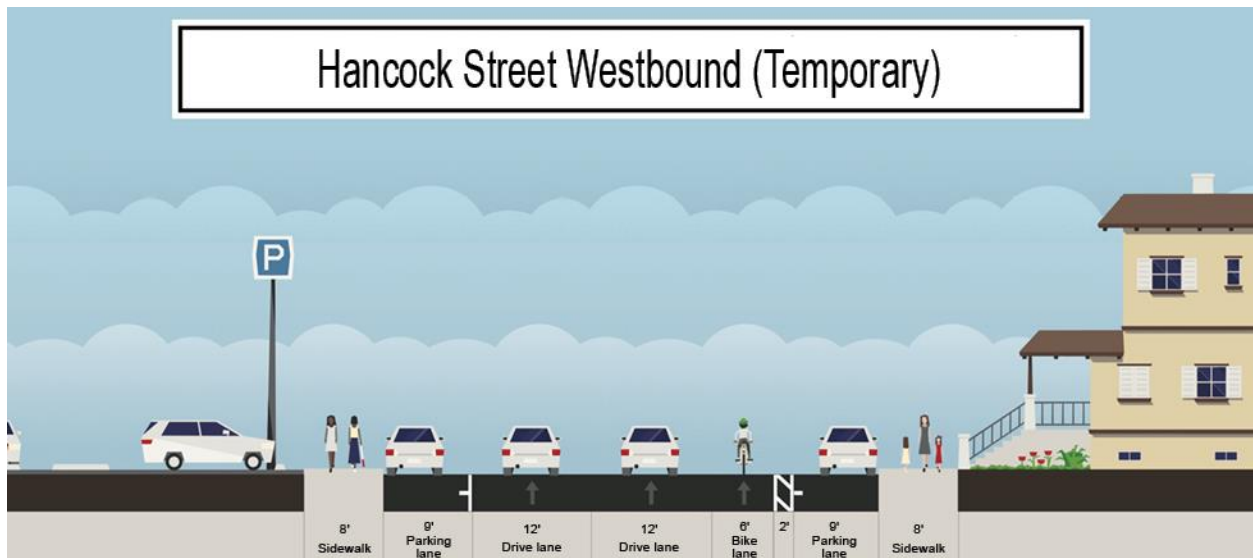 Hancock Street Westbound (Temporary)
P
8'
Sidewalk
9'
Parking
lane
12'
Drive lane
12'
Drive lane
6'
Bike
lane
2'
9'
Parking
lane
8'
Sidewalk